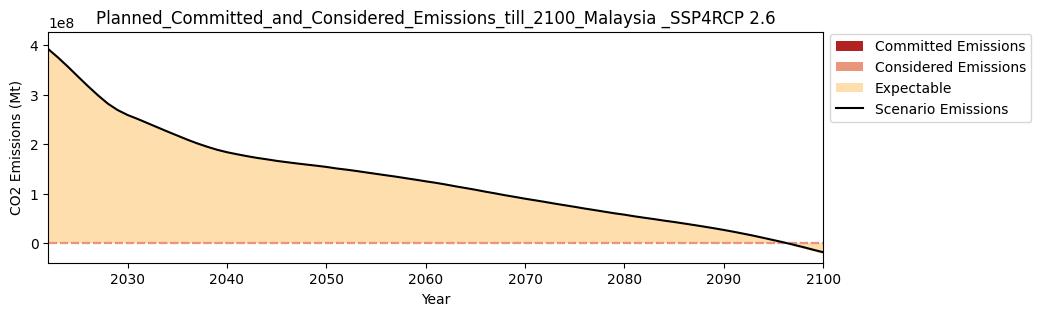 Planned_Committed_and_Considered_Emissions_till_2100_Malaysia _SSP4RCP 2.6
1e8
4
3
2
1
0
CO2 Emissions (Mt)
2030 2040 2050 2060 2070 2080 2090 2100
Year
Committed Emissions
Considered Emissions
Expectable
Scenario Emissions